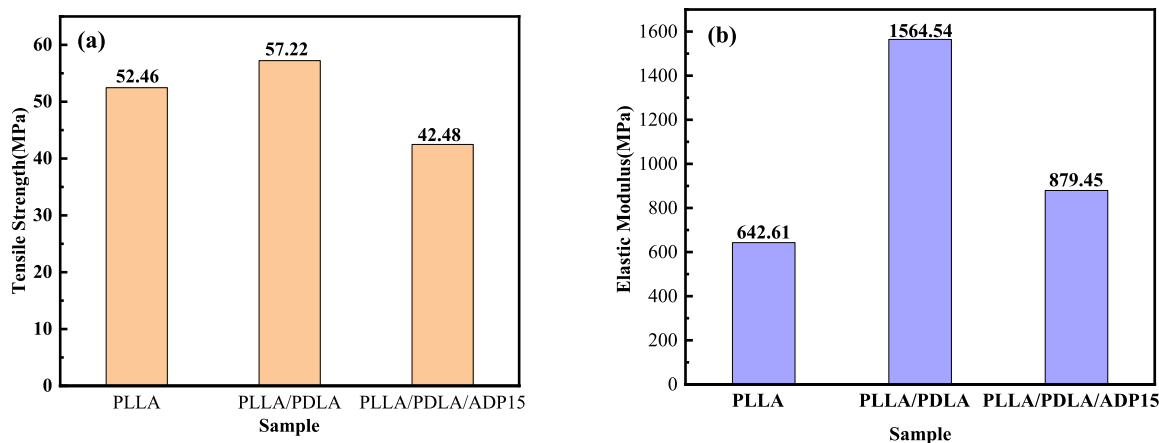 (a)
Tensile Strength(MPa)
60
50
40
30
20
10
0
52.46
57.22
42.48
PLLA
PLLA/PDLA
PLLA/PDLA/ADP15
Sample
(b)
Elastic Modulus(MPa)
1600
1400
1200
1000
800
600
400
200
0
642.61
1564.54
879.45
PLLA
PLLA/PDLA
PLLA/PDLA/ADP15
Sample